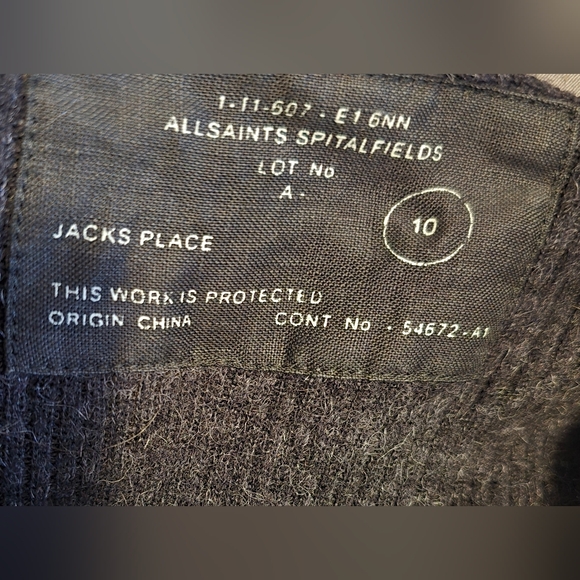 1-11-607 - E1 6NN
ALLSAINTS SPITALFIELDS
LOT No
A -
10
JACKS PLACE
THIS WORK IS PROTECTED
ORIGIN CHINA CONT No - 54672-A1